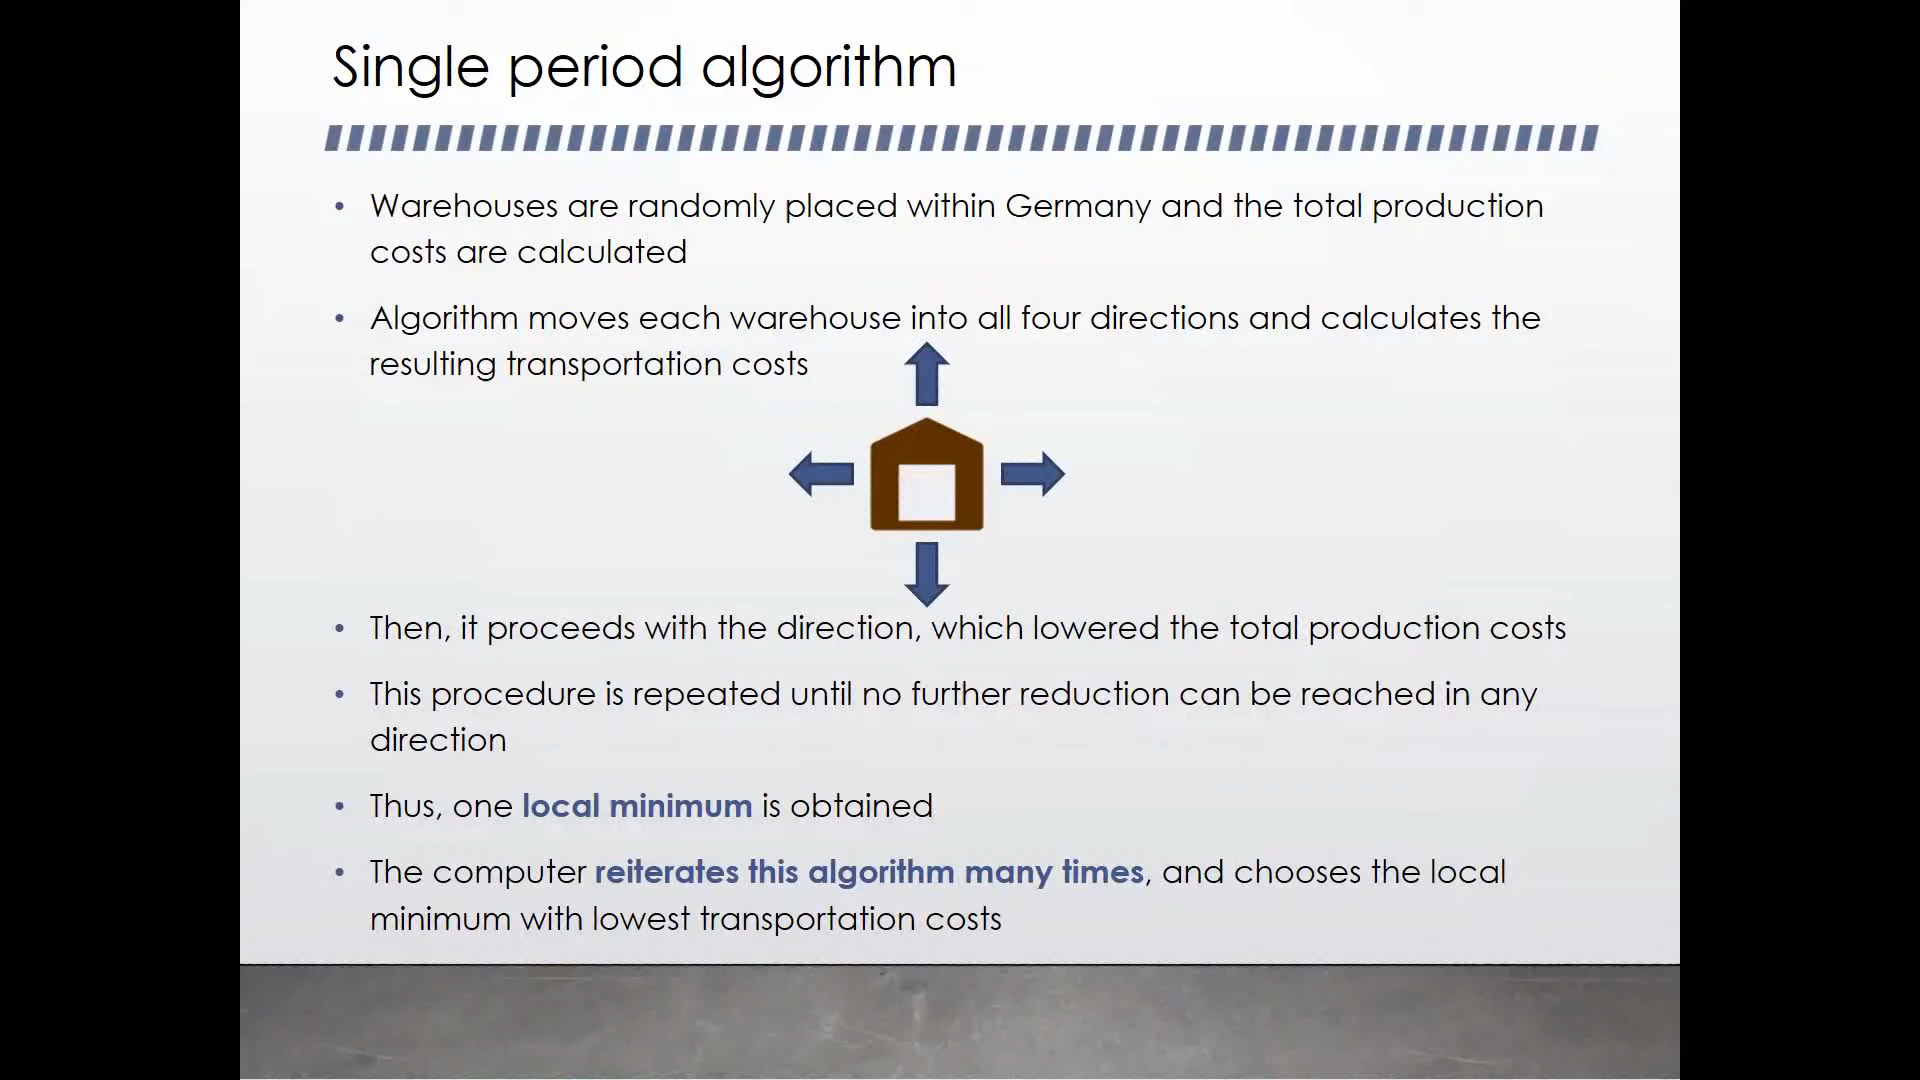 Single period algorithm
• Warehouses are randomly placed within Germany and the total production
costs are calculated
• Algorithm moves each warehouse into all four directions and calculates the
resulting transportation costs
• Then, it proceeds with the direction, which lowered the total production costs
• This procedure is repeated until no further reduction can be reached in any
direction
• Thus, one local minimum is obtained
• The computer reiterates this algorithm many times, and chooses the local
minimum with lowest transportation costs